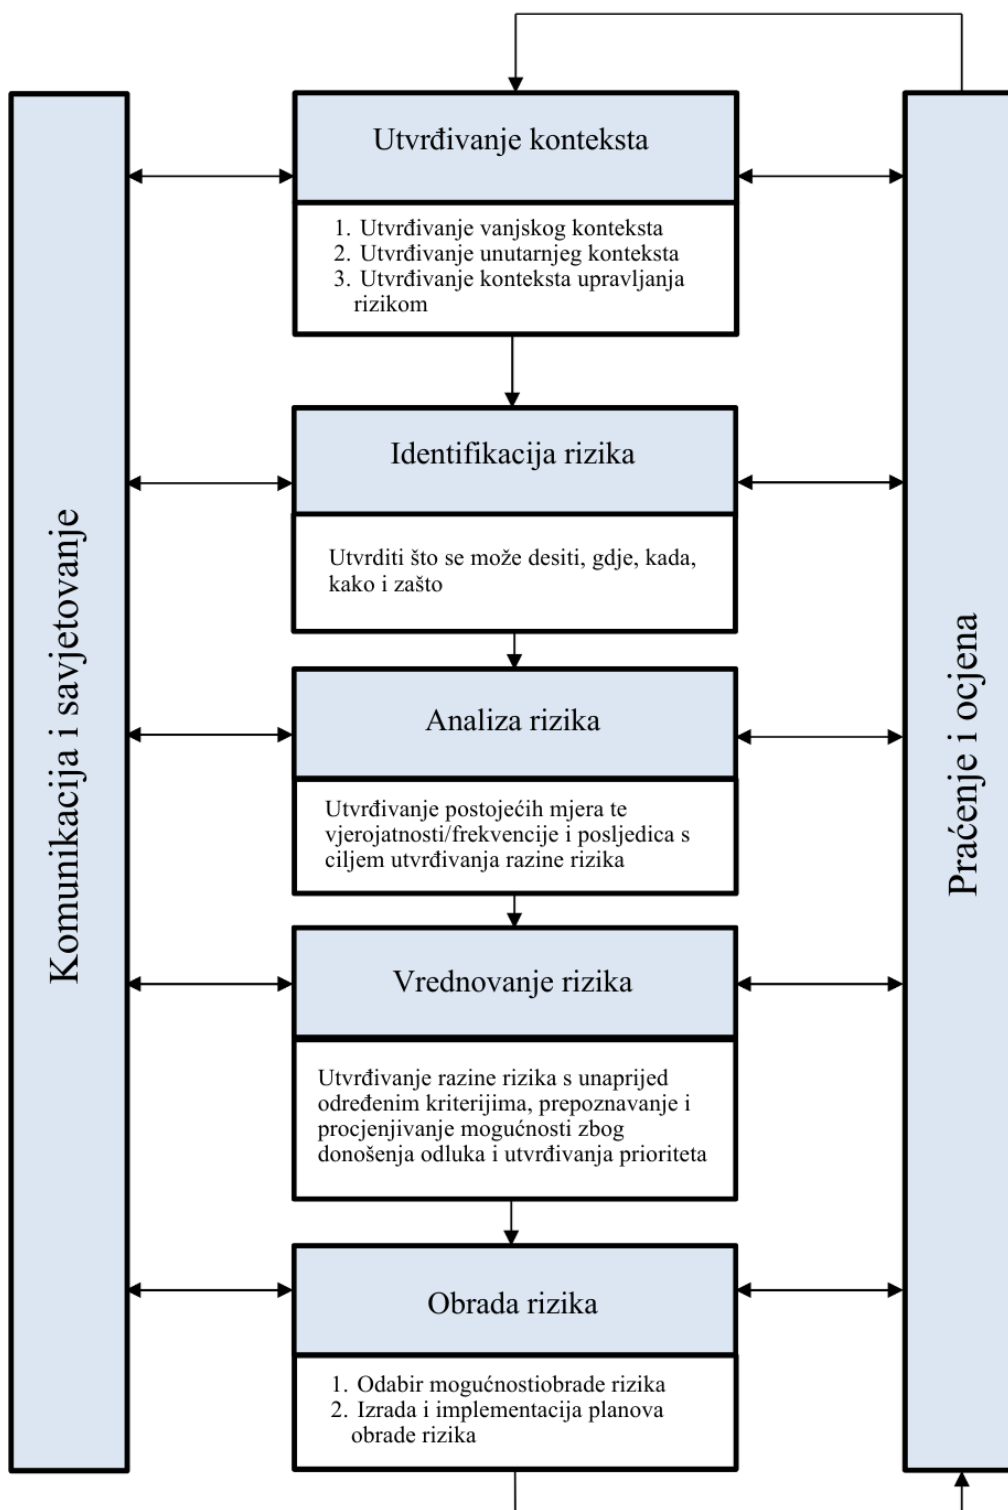 Utvrđivanje konteksta
1. Utvrđivanje vanjskog konteksta
2. Utvrđivanje unutarnjeg konteksta
3. Utvrđivanje konteksta upravljanja
rizikom
Identifikacija rizika
Utvrditi što se može desiti, gdje, kada,
kako i zašto
Analiza rizika
Utvrđivanje postojećih mjera te
vjerojatnosti/frekvencije i posljedica s
ciljem utvrđivanja razine rizika
Vrednovanje rizika
Utvrđivanje razine rizika s unaprijed
određenim kriterijima, prepoznavanje i
procjenjivanje mogućnosti zbog
donošenja odluka i utvrđivanja prioriteta
Obrada rizika
1. Odabir mogućnostiobrade rizika
2. Izrada i implementacija planova
obrade rizika
Komunikacija i savjetovanje
Praćenje i ocjena